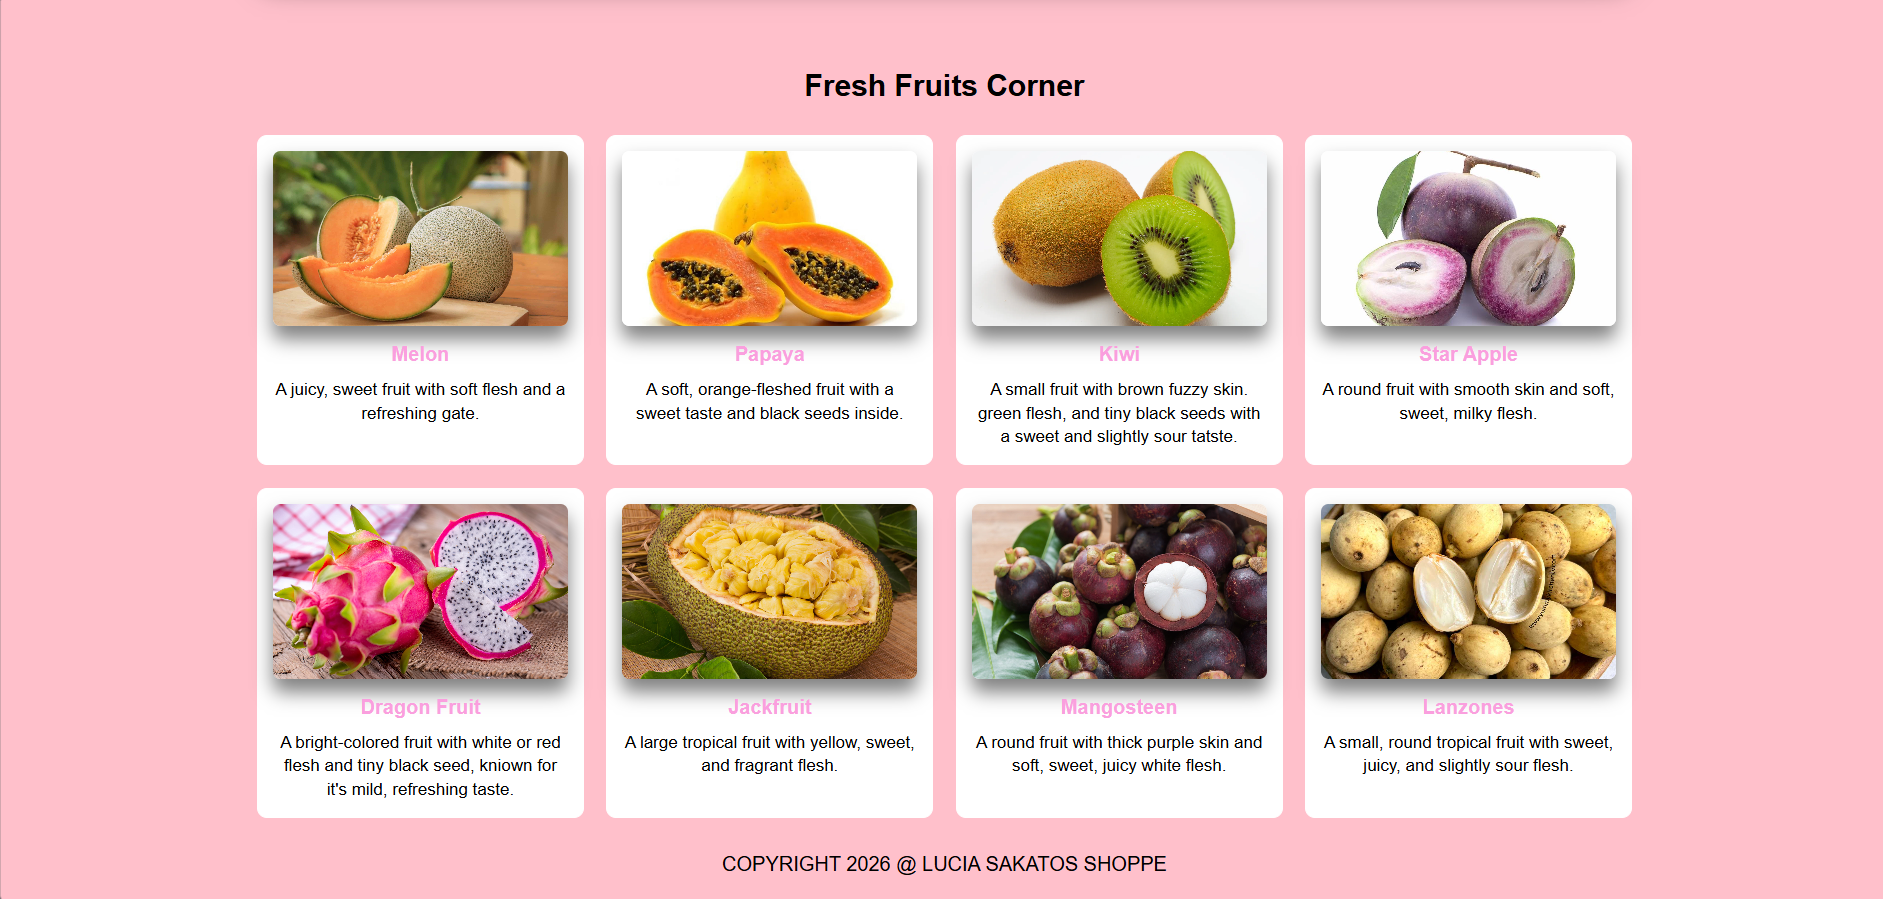 Fresh Fruits Corner
Melon
A juicy, sweet fruit with soft flesh and a
refreshing gate.
Papaya
A soft, orange-fleshed fruit with a
sweet taste and black seeds inside.
Kiwi
A small fruit with brown fuzzy skin.
green flesh, and tiny black seeds with
a sweet and slightly sour tatste.
Star Apple
A round fruit with smooth skin and soft,
sweet, milky flesh.
Dragon Fruit
A bright-colored fruit with white or red
flesh and tiny black seed, kniown for
it's mild, refreshing taste.
Jackfruit
A large tropical fruit with yellow, sweet,
and fragrant flesh.
Mangosteen
A round fruit with thick purple skin and
soft, sweet, juicy white flesh.
Lanzones
A small, round tropical fruit with sweet,
juicy, and slightly sour flesh.
COPYRIGHT 2026 @ LUCIA SAKATOS SHOPPE